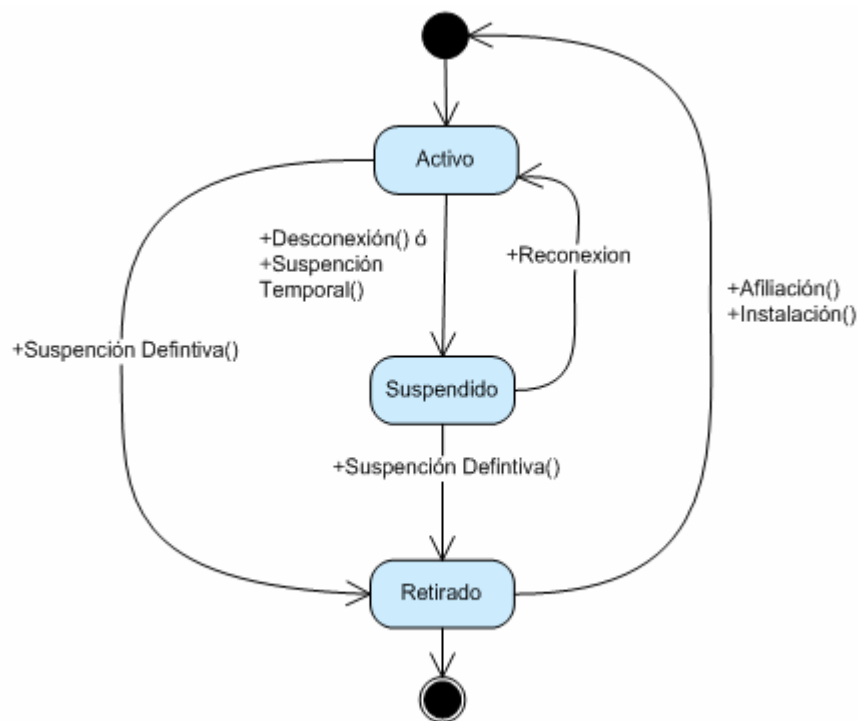 Activo
+Desconexión() ó
+Suspención
Temporal()
+Reconexion
+Afiliación()
+Instalación()
+Suspención Defintiva()
Suspendido
+Suspención Defintiva()
Retirado